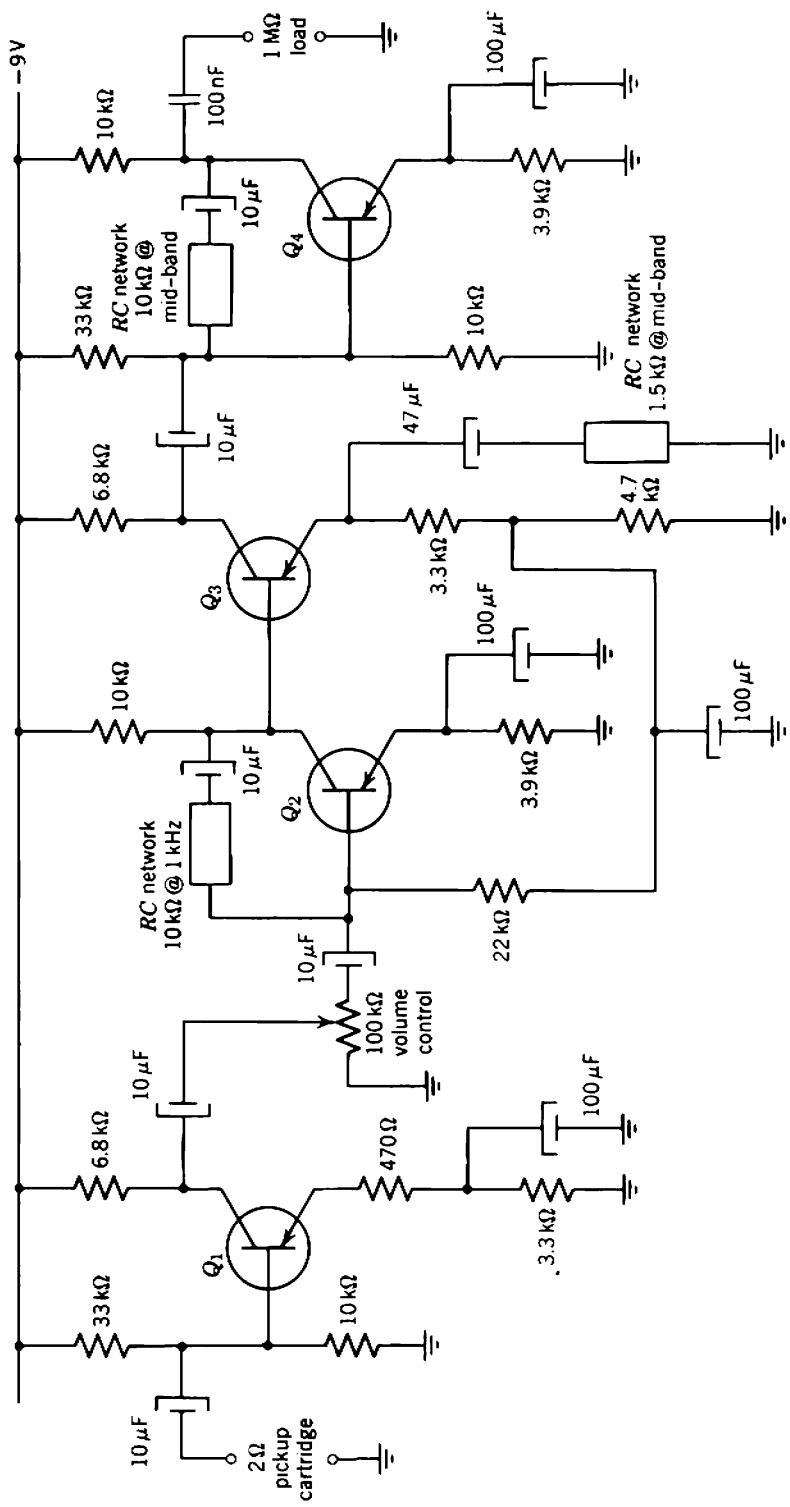 −9V
10 µF
2 Ω
pickup
cartridge
33 kΩ
10 kΩ
Q1
6.8 kΩ
470 Ω
3.3 kΩ
100 µF
10 µF
100 kΩ
volume
control
10 µF
RC network
10 kΩ @ 1 kHz
10 µF
10 kΩ
Q2
22 kΩ
3.9 kΩ
100 µF
100 µF
Q3
6.8 kΩ
3.3 kΩ
4.7
kΩ
47 µF
RC network
1.5 kΩ @ mid-band
10 µF
33 kΩ
RC network
10 kΩ @
mid-band
10 µF
10 kΩ
Q4
10 kΩ
3.9 kΩ
100 µF
100 nF
1 MΩ
load